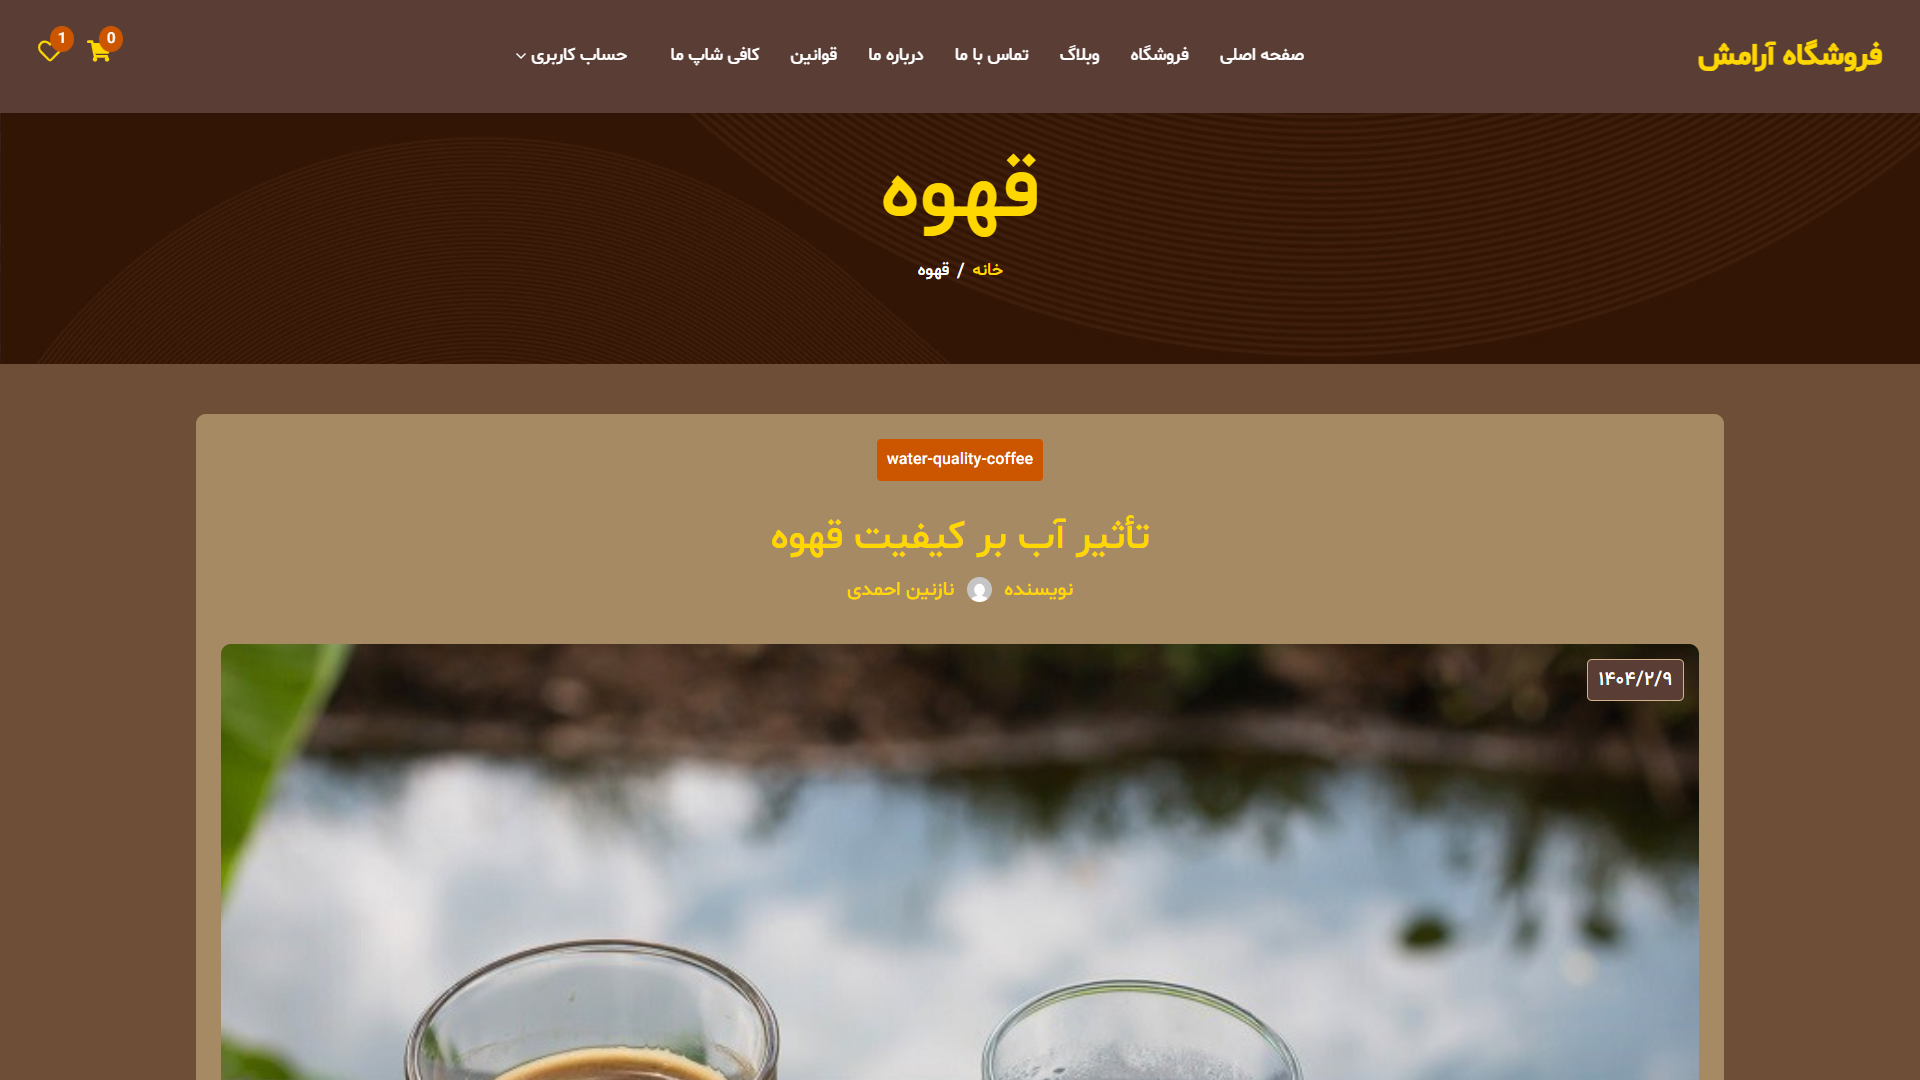 فروشگاه آرامش
صفحه اصلی
فروشگاه
وبلاگ
تماس با ما
درباره ما
قوانین
کافی شاپ ما
حساب کاربری
0
1
قهوه
خانه / قهوه
water-quality-coffee
تأثیر آب بر کیفیت قهوه
نویسنده نازنین احمدی
۱۴۰۴/۲/۹